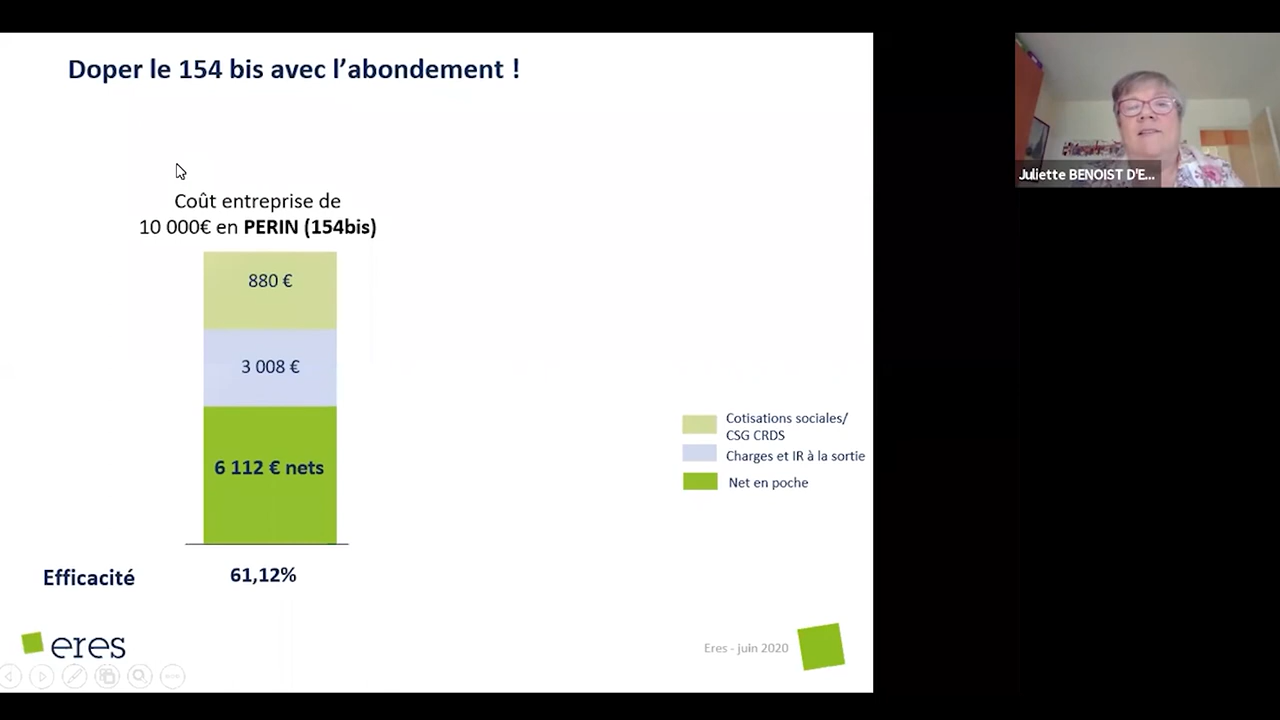 Doper le 154 bis avec l’abondement !
Coût entreprise de
10 000€ en PERIN (154bis)
880 €
3 008 €
6 112 € nets
Cotisations sociales/
CSG CRDS
Charges et IR à la sortie
Net en poche
Efficacité
61,12%
eres
Eres - juin 2020
Juliette BENOIST D'E...